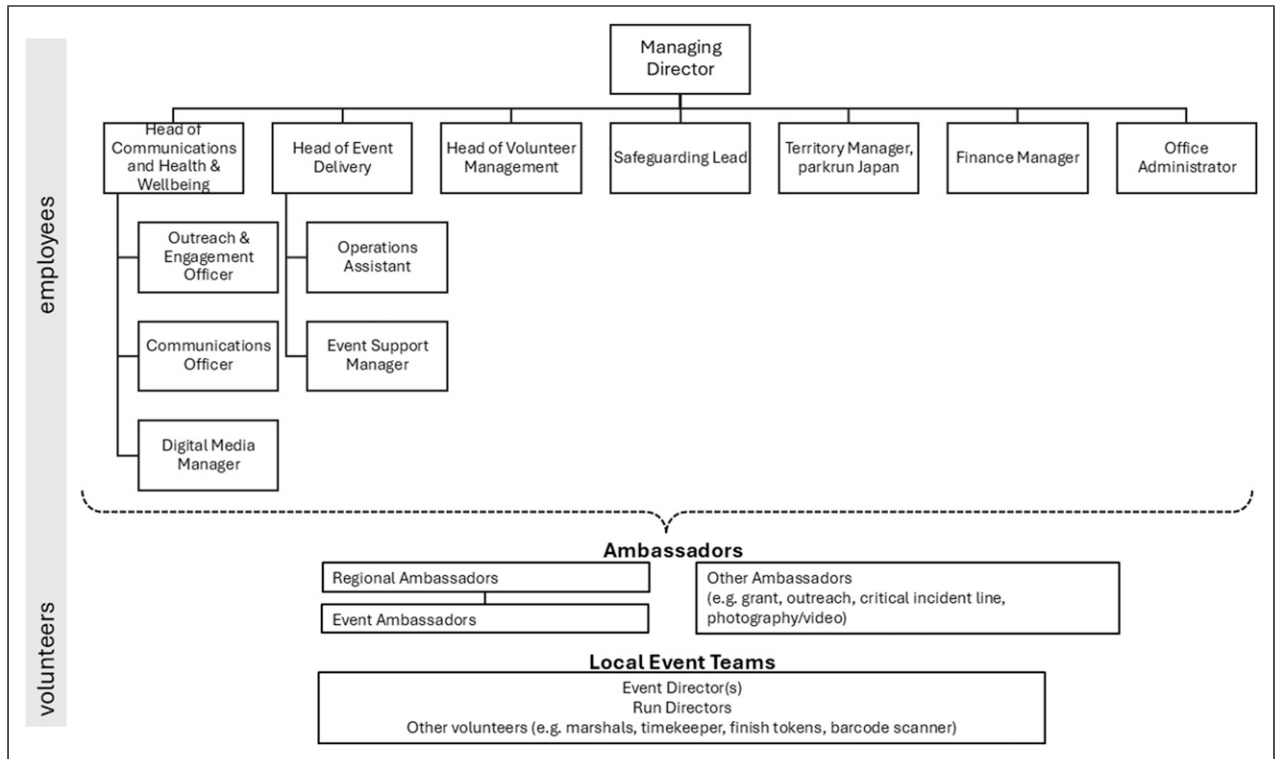 Managing
Director
Head of
Communications
and Health &
Wellbeing
Head of Event
Delivery
Head of Volunteer
Management
Safeguarding Lead
Territory Manager,
parkrun Japan
Finance Manager
Office
Administrator
employees
Outreach &
Engagement
Officer
Operations
Assistant
Communications
Officer
Event Support
Manager
Digital Media
Manager
volunteers
Ambassadors
Regional Ambassadors
Event Ambassadors
Other Ambassadors
(e.g. grant, outreach, critical incident line,
photography/video)
Local Event Teams
Event Director(s)
Run Directors
Other volunteers (e.g. marshals, timekeeper, finish tokens, barcode scanner)